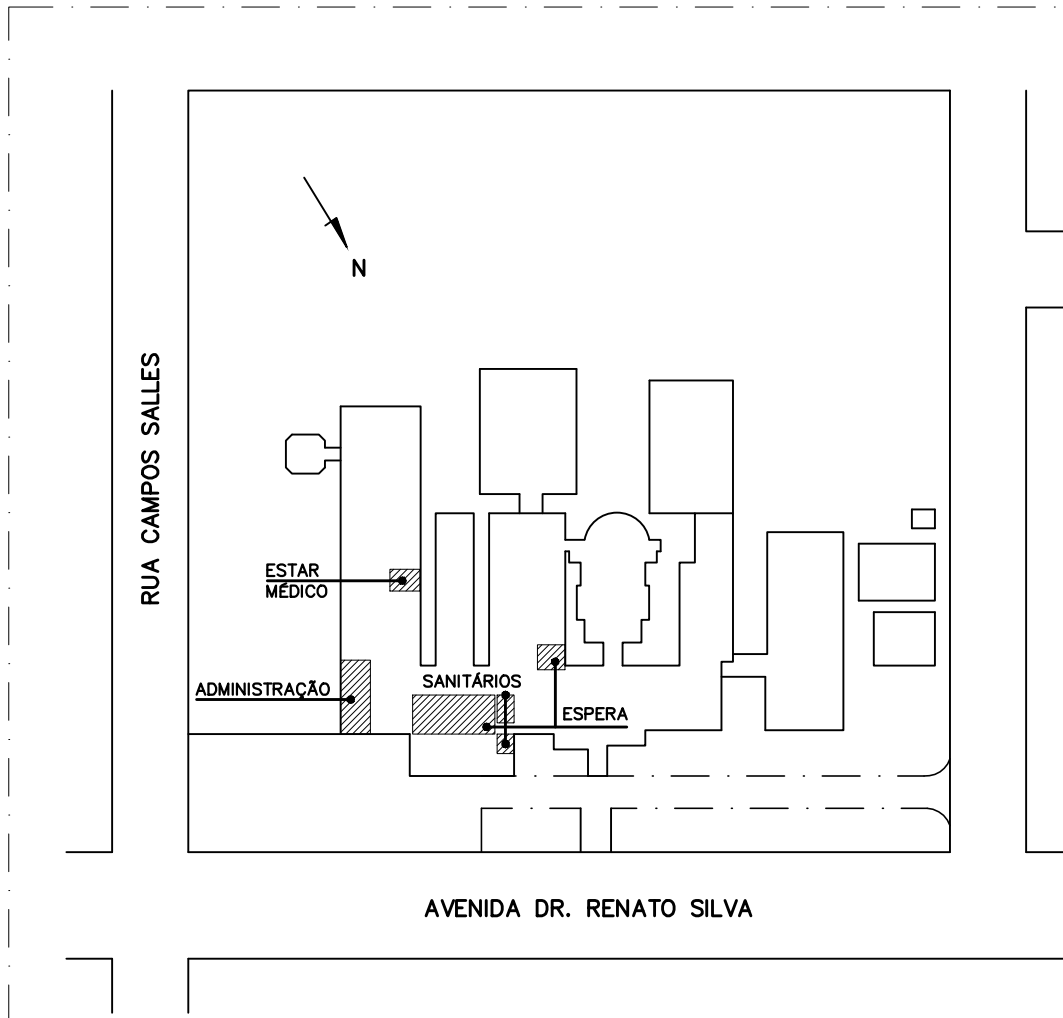 N
RUA CAMPOS SALLES
ESTAR
MÉDICO
SANITÁRIOS
ADMINISTRAÇÃO
ESPERA
AVENIDA DR. RENATO SILVA